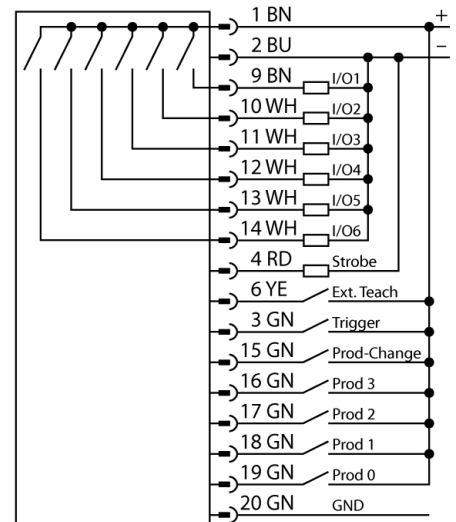 1 BN +
2 BU −
9 BN I/O1
10 WH I/O2
11 WH I/O3
12 WH I/O4
13 WH I/O5
14 WH I/O6
4 RD Strobe
6 YE Ext. Teach
3 GN Trigger
15 GN Prod-Change
16 GN Prod 3
17 GN Prod 2
18 GN Prod 1
19 GN Prod 0
20 GN GND